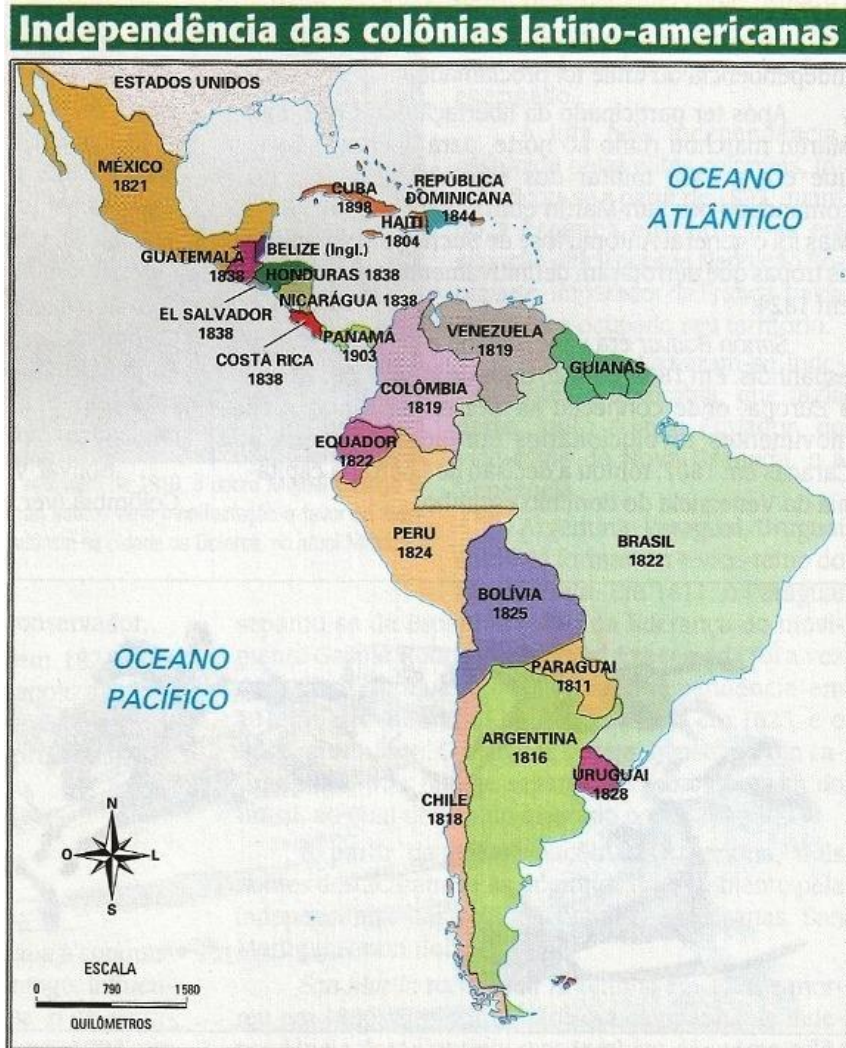 Independência das colônias latino-americanas
ESTADOS UNIDOS
MÉXICO
1821
CUBA
1898
REPÚBLICA
DOMINICANA
1844
HAITI
1804
OCEANO
ATLÂNTICO
GUATEMALA
1838
BELIZE (Ingl.)
HONDURAS 1838
NICARÁGUA 1838
EL SALVADOR
1838
COSTA RICA
1838
PANAMÁ
1903
VENEZUELA
1819
GUIANAS
COLÔMBIA
1819
EQUADOR
1822
PERU
1824
BRASIL
1822
BOLÍVIA
1825
OCEANO
PACÍFICO
PARAGUAI
1811
ARGENTINA
1816
URUGUAI
1828
CHILE
1818
N
O
L
S
ESCALA
0 790 1580
QUILÔMETROS